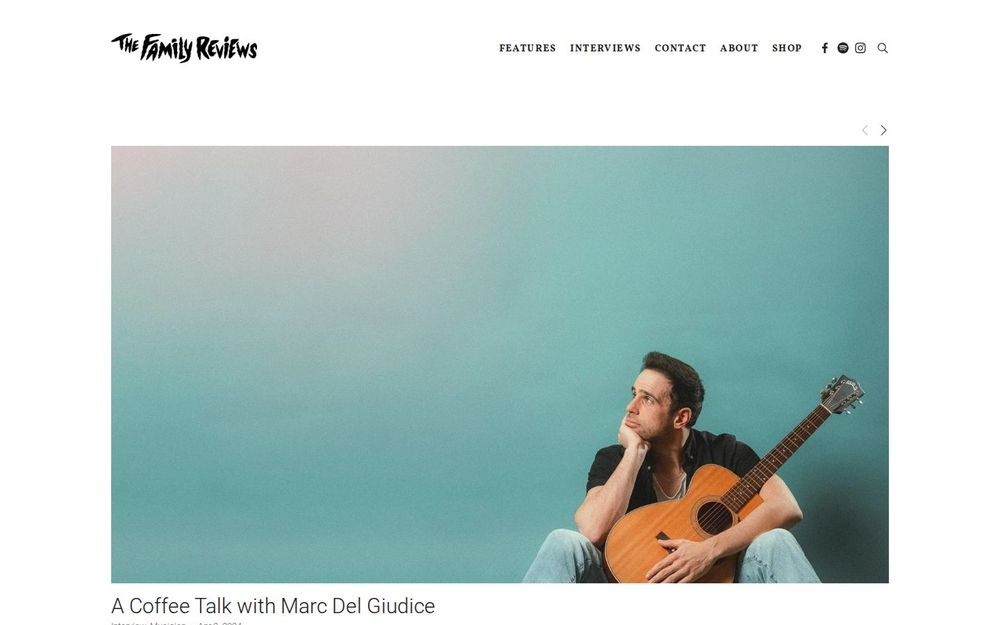 THE FAMILY REVIEWS
FEATURES INTERVIEWS CONTACT ABOUT SHOP
A Coffee Talk with Marc Del Giudice